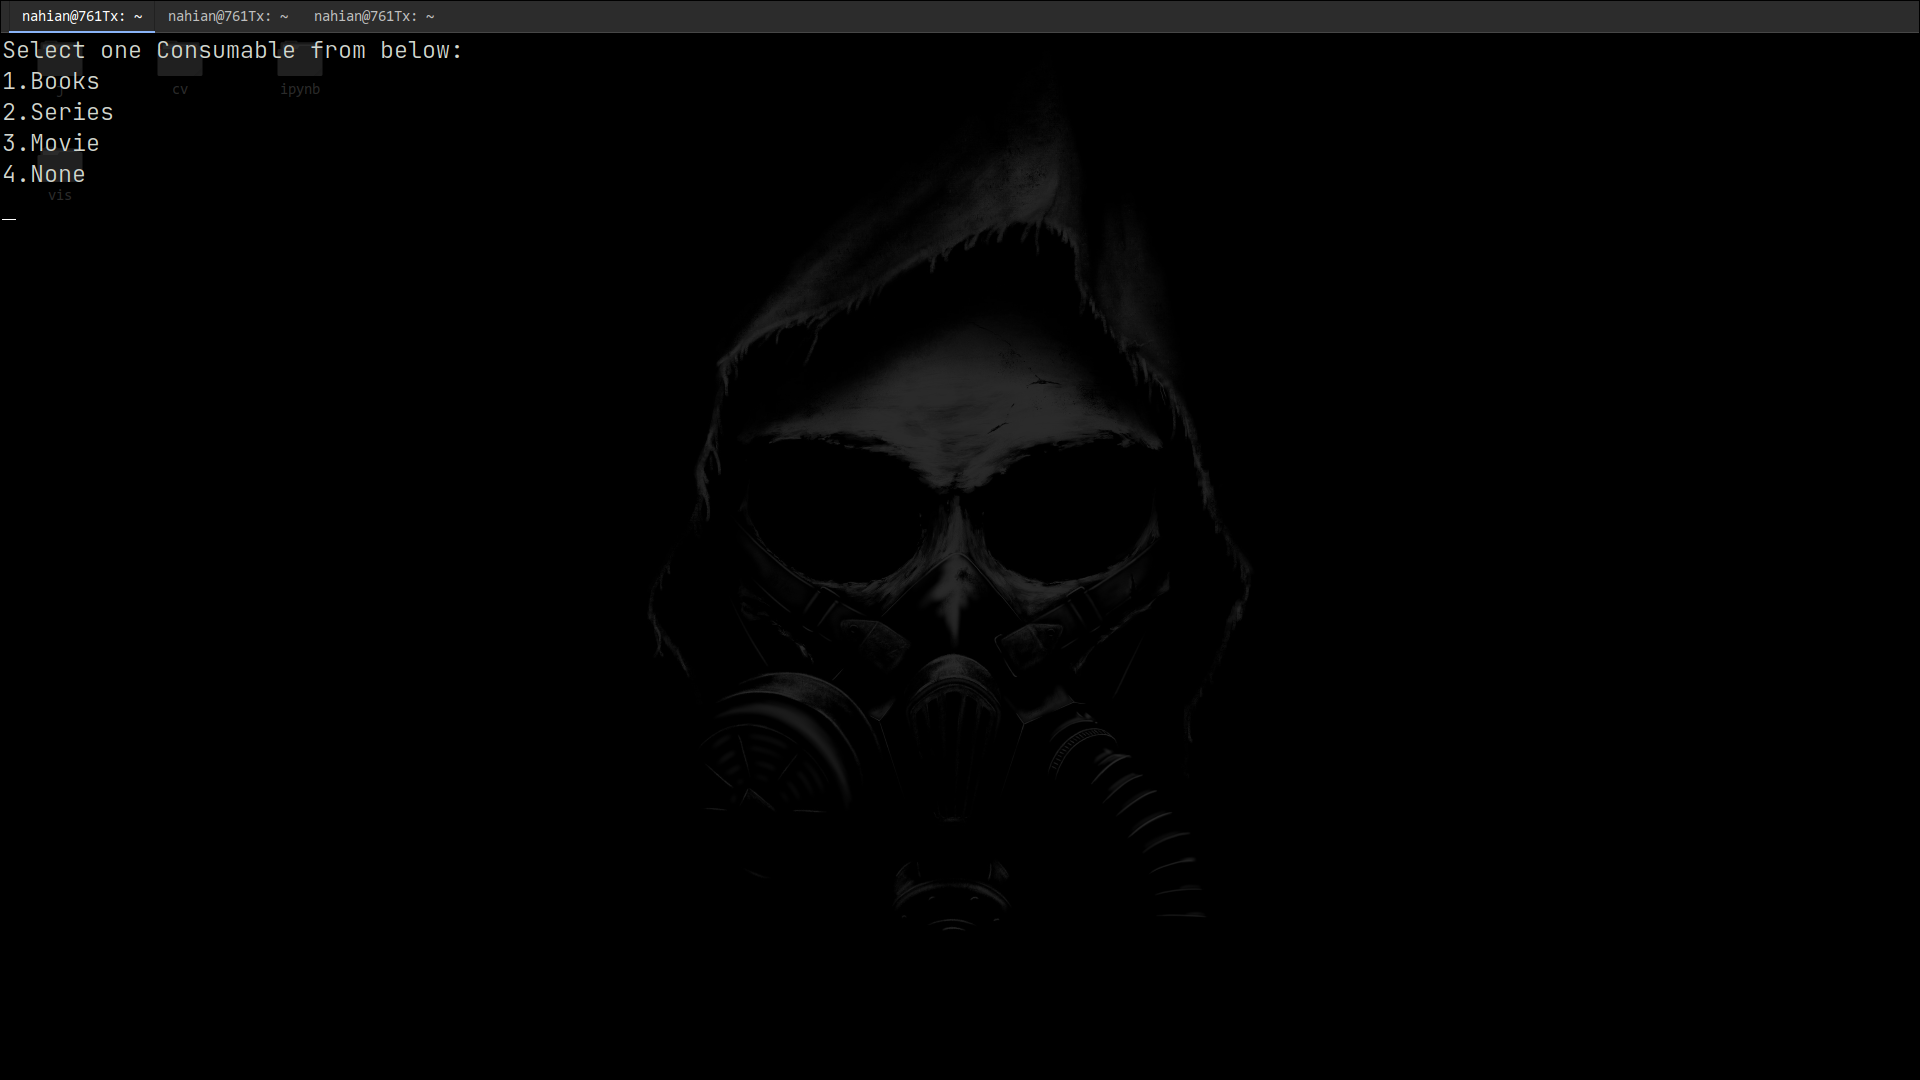 nahian@761Tx: ~ nahian@761Tx: ~ nahian@761Tx: ~
Select one Consumable from below:
1.Books
2.Series
3.Movie
4.None
cv ipynb
vis